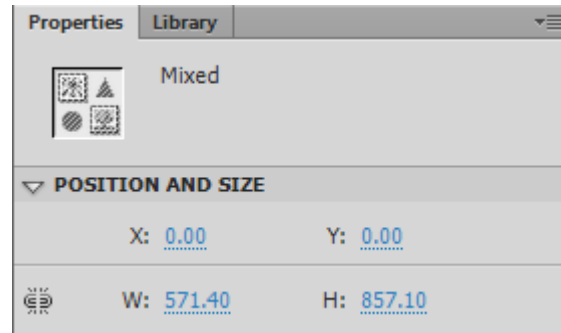 Properties Library
Mixed
POSITION AND SIZE
X: 0.00 Y: 0.00
W: 571.40 H: 857.10